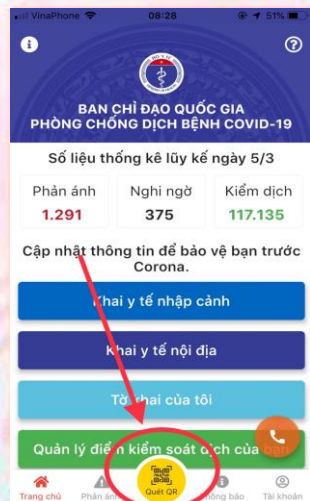 VinaPhone 08:28 51%
BAN CHỈ ĐẠO QUỐC GIA
PHÒNG CHỐNG DỊCH BỆNH COVID-19
Số liệu thống kê lũy kế ngày 5/3
Phản ánh Nghi ngờ Kiểm dịch
1.291 375 117.135
Cập nhật thông tin để bảo vệ bạn trước
Corona.
Khai y tế nhập cảnh
Khai y tế nội địa
Tờ khai của tôi
Quản lý điểm kiểm soát dịch của
Trang chủ Phản Quét QR báo Tài khoản